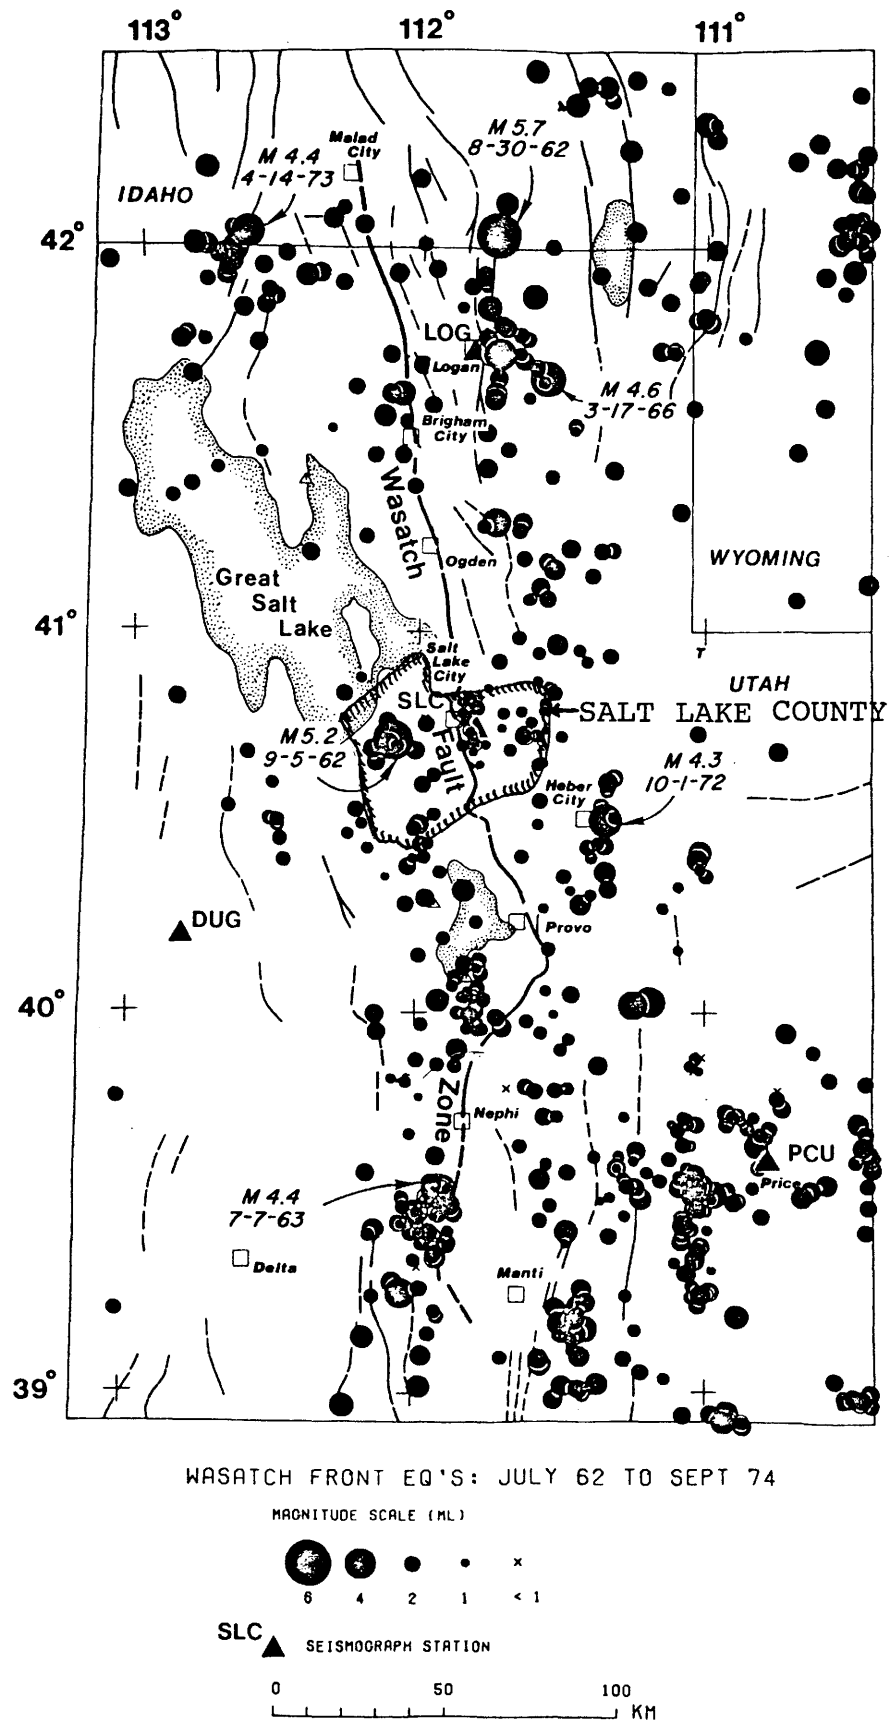 113° 112° 111°
Malad
City
M 5.7
8-30-62
M 4.4
4-14-73
IDAHO
42°
LOG
Logan
M 4.6
3-17-66
Brigham
City
Wasatch
Ogden
WYOMING
Great
Salt
Lake
41°
Salt
Lake
City
T
UTAH
SLC
SALT LAKE COUNTY
M 5.2
9-5-62
Fault
M 4.3
10-1-72
Heber
City
DUG
Provo
40°
Zone
Nephi
PCU
Price
M 4.4
7-7-63
Delta
Manti
39°
WASATCH FRONT EQ'S: JULY 62 TO SEPT 74
MAGNITUDE SCALE (ML)
6 4 2 1 < 1
SLC SEISMOGRAPH STATION
0 50 100
KM